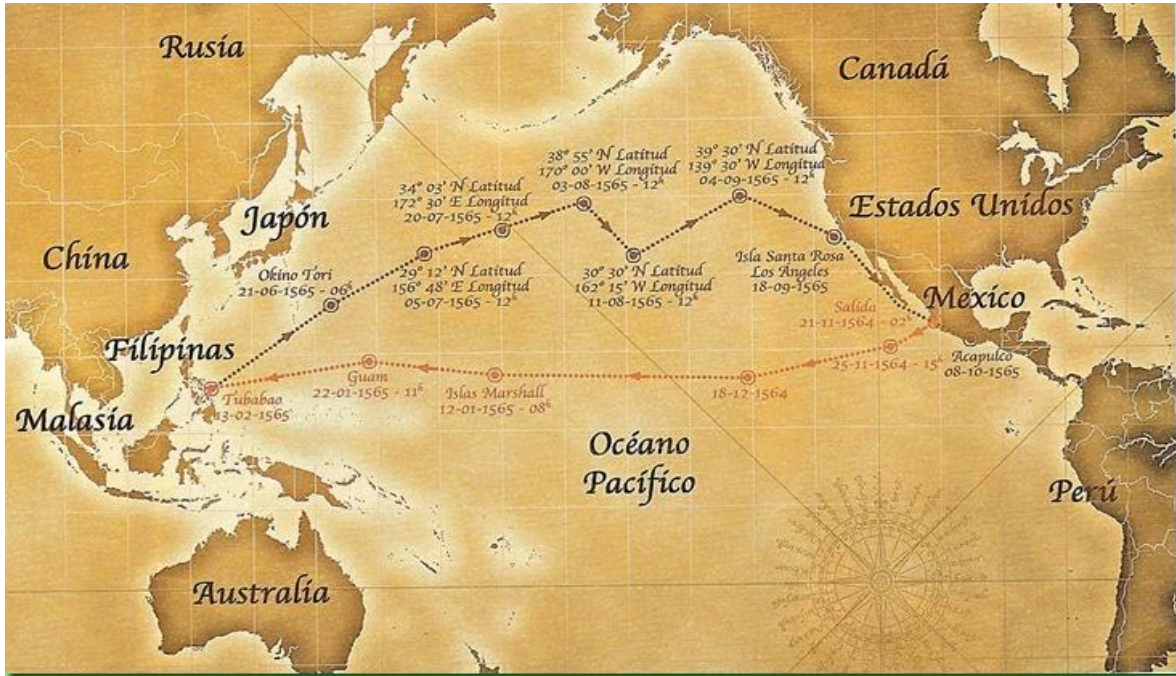 Rusia
Canadá
38° 55' N Latitud
170° 00' W Longitud
03-08-1565 - 12h
39° 30' N Latitud
139° 30' W Longitud
04-09-1565 - 12h
34° 03' N Latitud
172° 30' E Longitud
20-07-1565 - 12h
Japón
Estados Unidos
China
Okino Tori
21-06-1565 - 06h
29° 12' N Latitud
156° 48' E Longitud
05-07-1565 - 12h
30° 30' N Latitud
162° 15' W Longitud
11-08-1565 - 12h
Isla Santa Rosa
Los Angeles
18-09-1565
Mexico
Salida
21-11-1564 - 02h
Filipinas
Acapulco
08-10-1565
25-11-1564 - 15h
Guam
22-01-1565 - 11h
Islas Marshall
12-01-1565 - 08h
18-12-1564
Tubabao
13-02-1565
Malasia
Océano
Pacífico
Perú
Australia